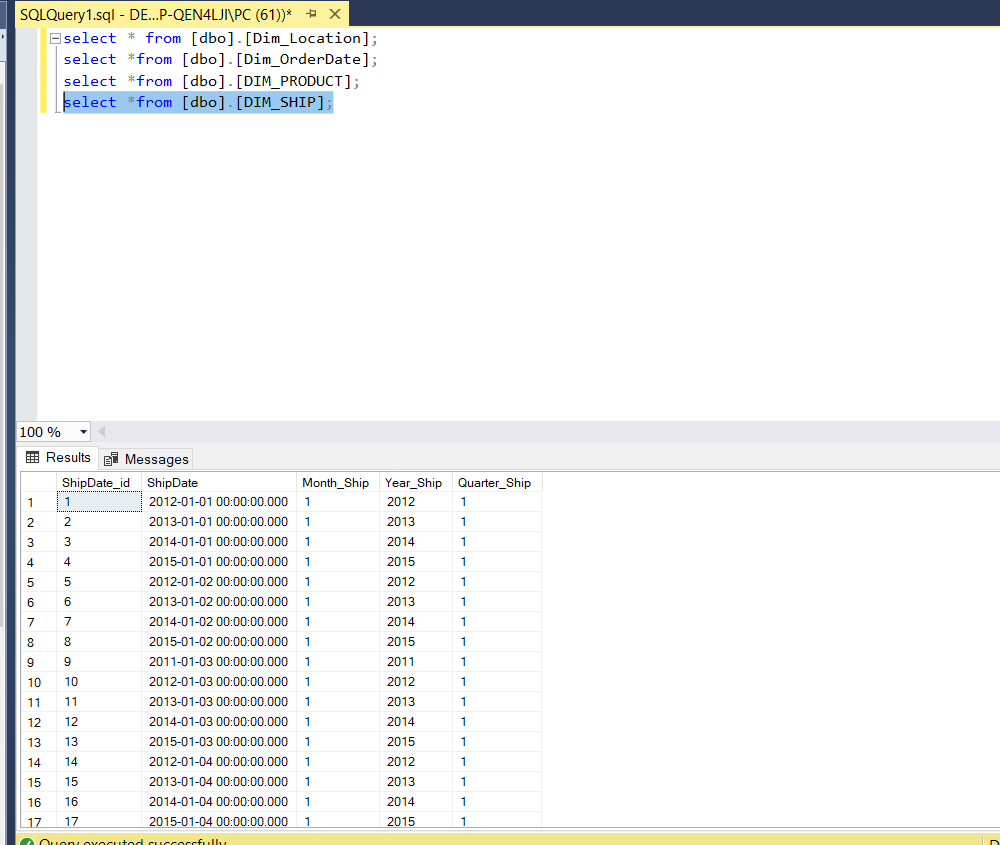 SQLQuery1.sql - DE...P-QEN4LJI\PC (61))*
select * from [dbo].[Dim_Location];
select *from [dbo].[Dim_OrderDate];
select *from [dbo].[DIM_PRODUCT];
select *from [dbo].[DIM_SHIP];
100 %
Results Messages
ShipDate_id ShipDate Month_Ship Year_Ship Quarter_Ship
1 1 2012-01-01 00:00:00.000 1 2012 1
2 2 2013-01-01 00:00:00.000 1 2013 1
3 3 2014-01-01 00:00:00.000 1 2014 1
4 4 2015-01-01 00:00:00.000 1 2015 1
5 5 2012-01-02 00:00:00.000 1 2012 1
6 6 2013-01-02 00:00:00.000 1 2013 1
7 7 2014-01-02 00:00:00.000 1 2014 1
8 8 2015-01-02 00:00:00.000 1 2015 1
9 9 2011-01-03 00:00:00.000 1 2011 1
10 10 2012-01-03 00:00:00.000 1 2012 1
11 11 2013-01-03 00:00:00.000 1 2013 1
12 12 2014-01-03 00:00:00.000 1 2014 1
13 13 2015-01-03 00:00:00.000 1 2015 1
14 14 2012-01-04 00:00:00.000 1 2012 1
15 15 2013-01-04 00:00:00.000 1 2013 1
16 16 2014-01-04 00:00:00.000 1 2014 1
17 17 2015-01-04 00:00:00.000 1 2015 1
Query executed successfully